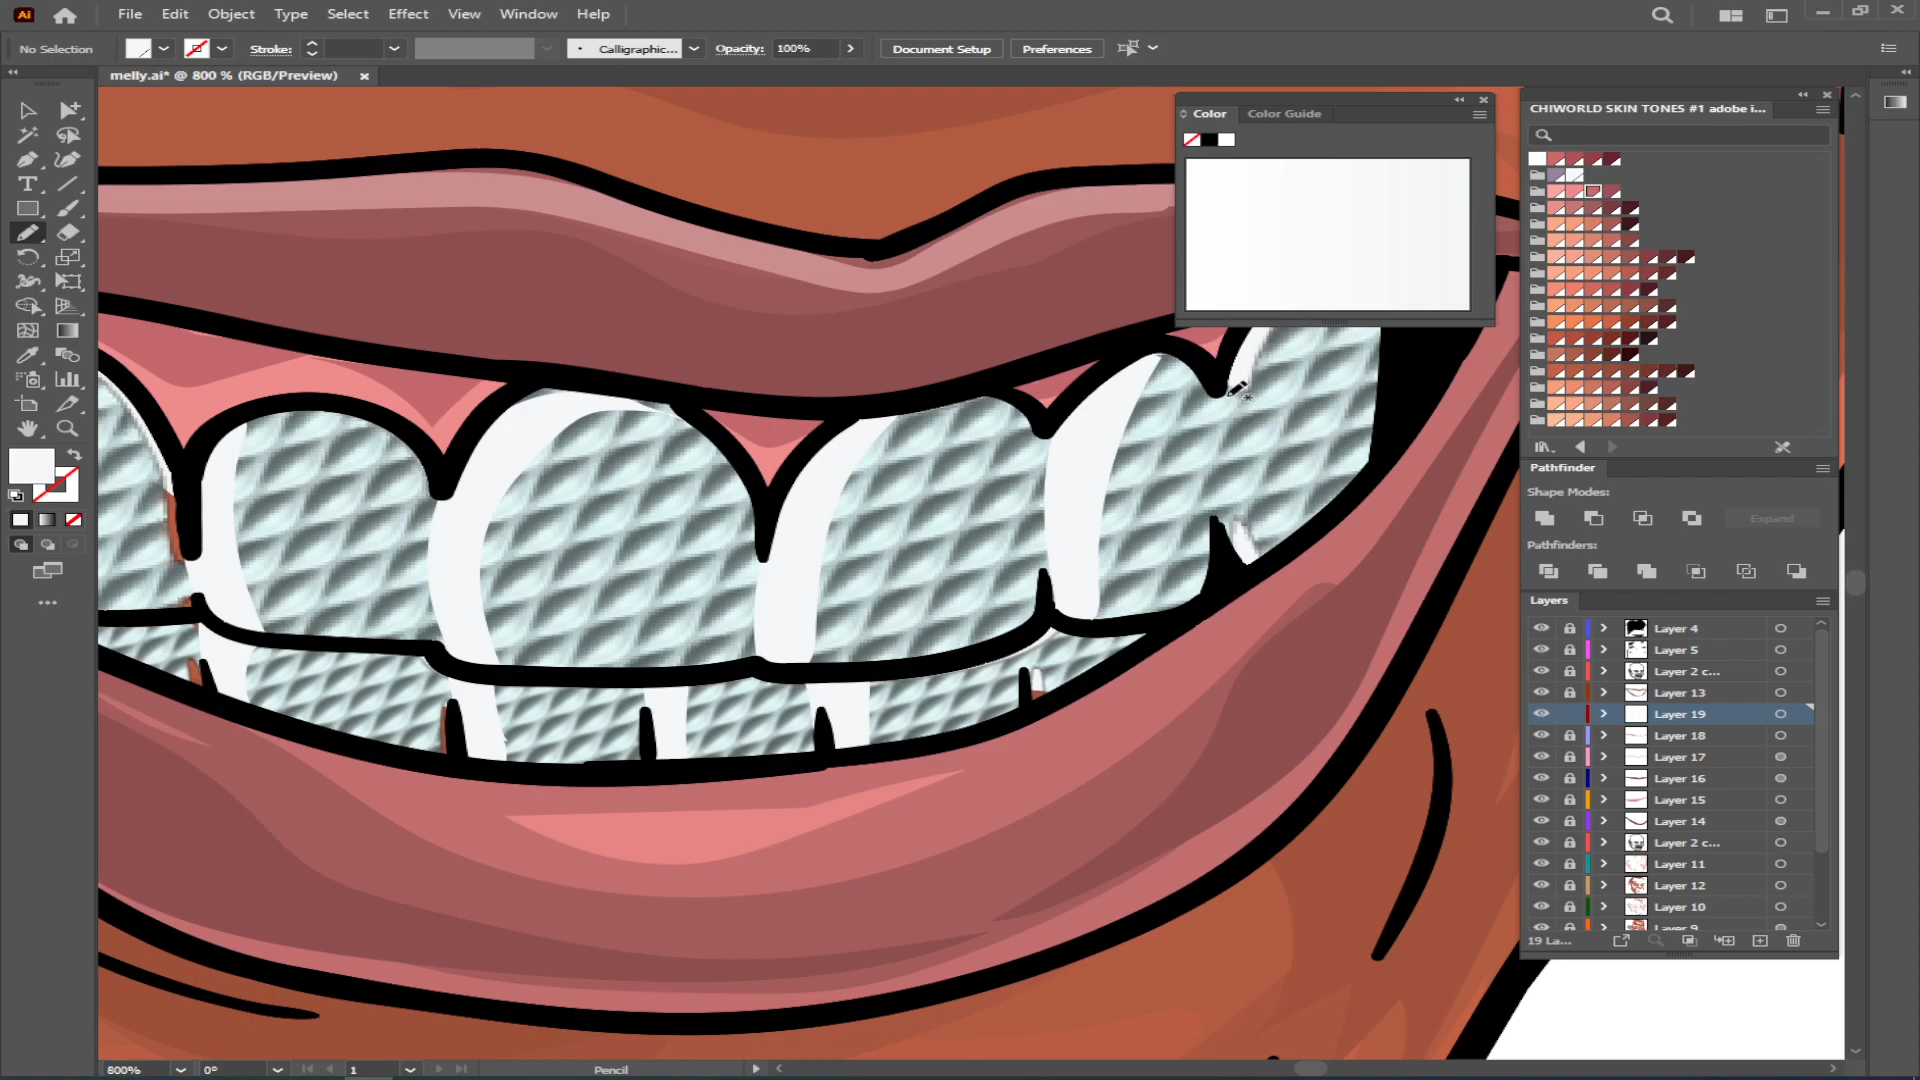 Ai File Edit Object Type Select Effect View Window Help
No Selection Stroke: Calligraphic... Opacity: 100% Document Setup Preferences
melly.ai* @ 800 % (RGB/Preview)
Color Color Guide
CHIWORLD SKIN TONES #1 adobe i...
Pathfinder
Shape Modes:
Expand
Pathfinders:
Layers
Layer 4
Layer 5
Layer 2 c...
Layer 13
Layer 19
Layer 18
Layer 17
Layer 16
Layer 15
Layer 14
Layer 2 c...
Layer 11
Layer 12
Layer 10
Layer 9
19 La...
800% 0° 1 Pencil